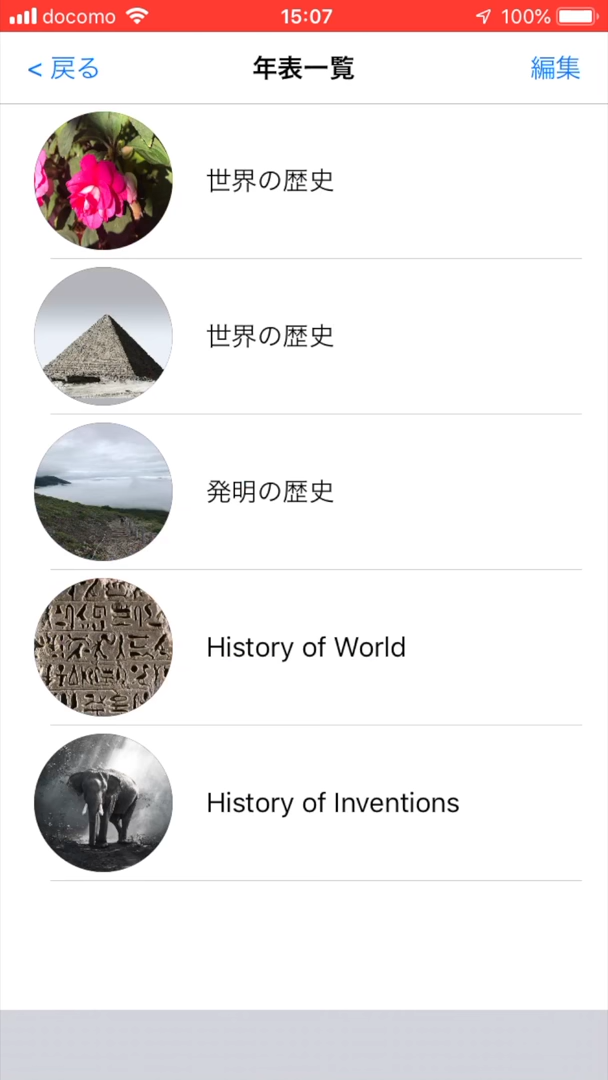 docomo 15:07 100%
< 戻る 年表一覧 編集
世界の歴史
世界の歴史
発明の歴史
History of World
History of Inventions